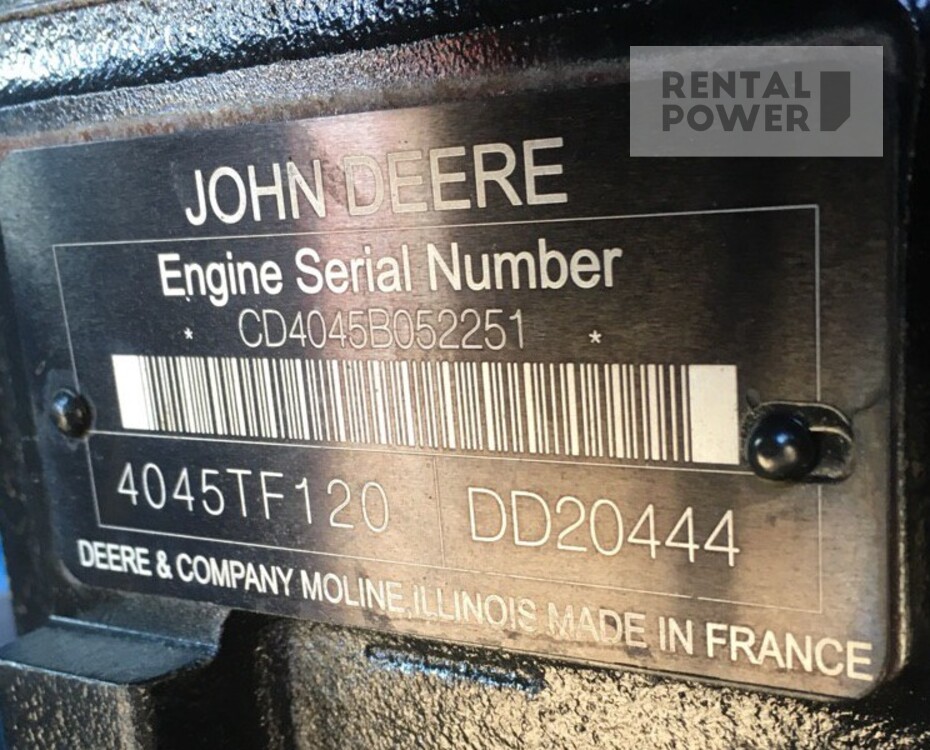 RENTAL
POWER
JOHN DEERE
Engine Serial Number
* CD4045B052251 *
4045TF120 DD20444
DEERE & COMPANY MOLINE,ILLINOIS MADE IN FRANCE